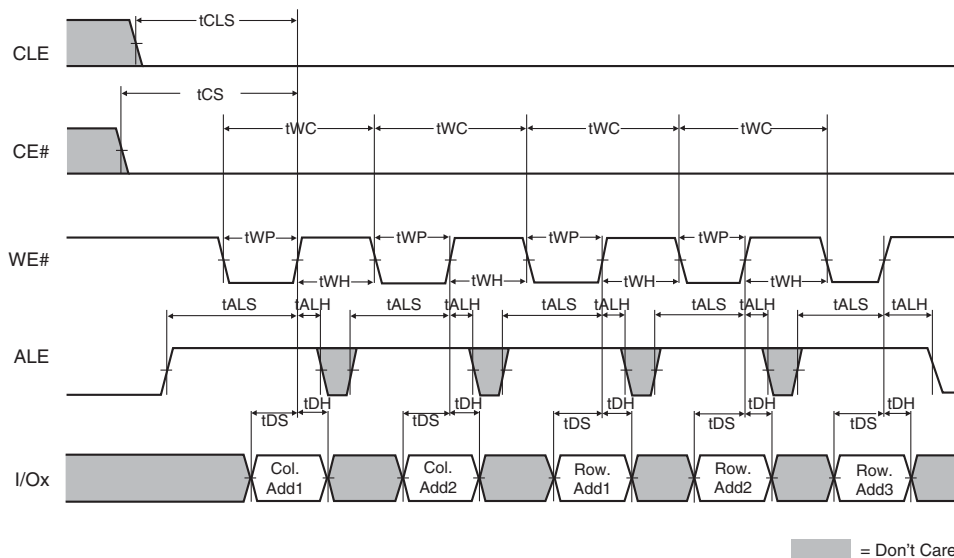 tCLS
CLE
tCS
tWC tWC tWC tWC
CE#
tWP tWP tWP tWP
WE#
tWH tWH tWH tWH
tALS tALH tALS tALH tALS tALH tALS tALH tALS tALH
ALE
tDH tDH tDH tDH tDH
tDS tDS tDS tDS tDS
I/Ox
Col. Add1
Col. Add2
Row. Add1
Row. Add2
Row. Add3
= Don't Care